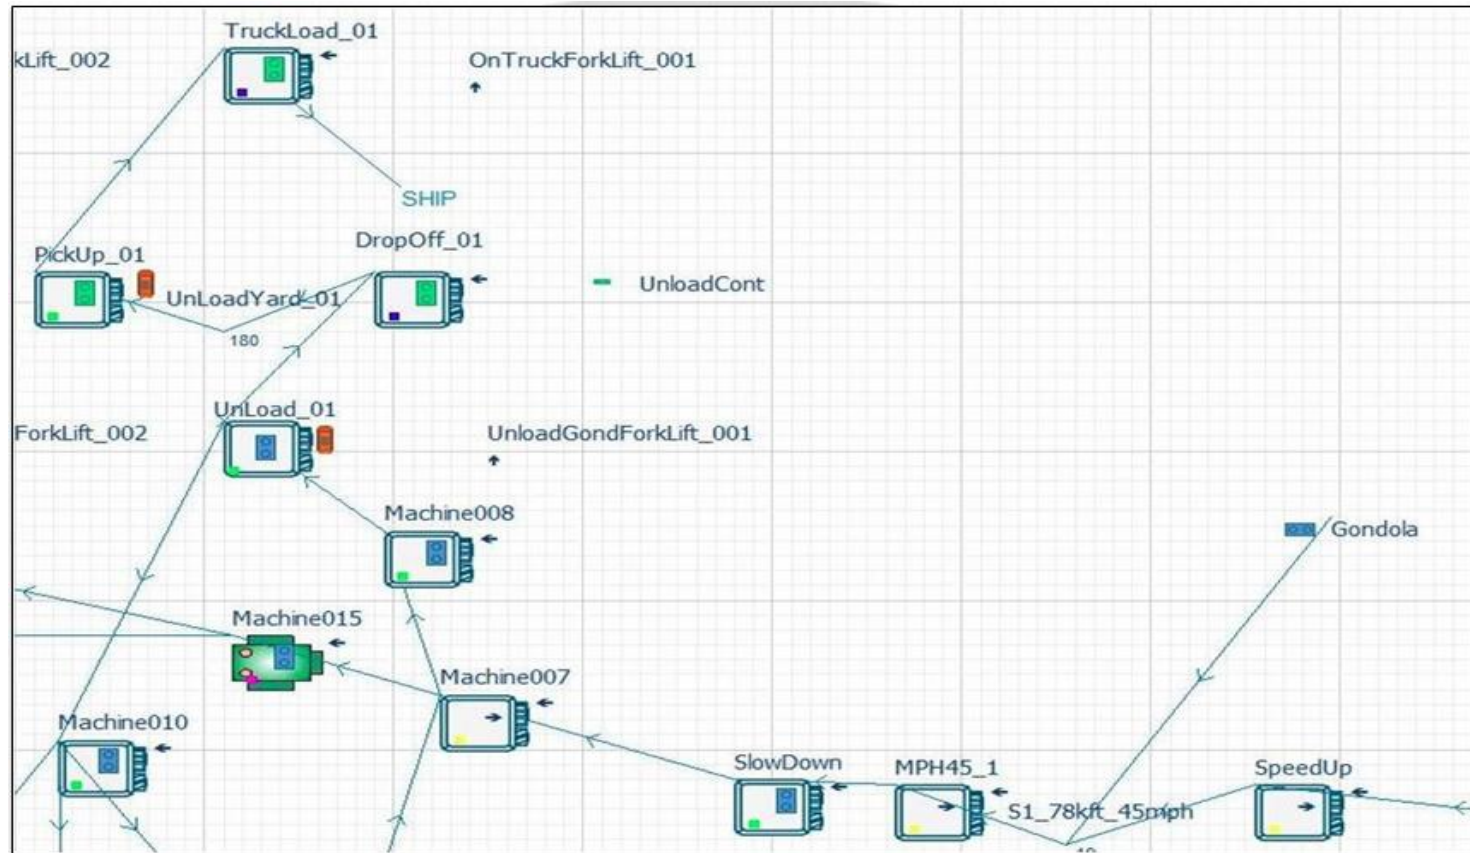 TruckLoad_01
kLift_002
OnTruckForkLift_001
SHIP
DropOff_01
PickUp_01
UnLoadYard_01
UnloadCont
180
UnLoad_01
ForkLift_002
UnloadGondForkLift_001
Machine008
Gondola
Machine015
Machine007
Machine010
SlowDown
MPH45_1
SpeedUp
S1_78kft_45mph